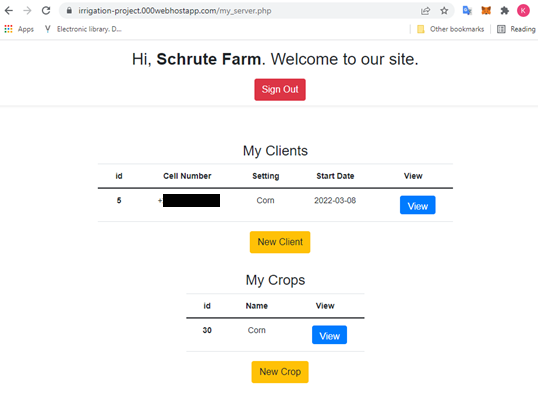 irrigation-project.000webhostapp.com/my_server.php
K
Apps Electronic library. D... Other bookmarks Reading
Hi, Schrute Farm. Welcome to our site.
Sign Out
My Clients
id Cell Number Setting Start Date View
5 + Corn 2022-03-08 View
New Client
My Crops
id Name View
30 Corn View
New Crop